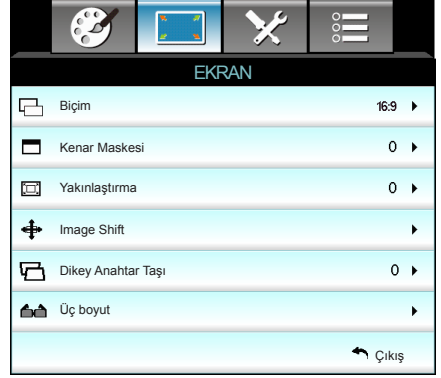 EKRAN
Biçim 16:9
Kenar Maskesi 0
Yakınlaştırma 0
Image Shift
Dikey Anahtar Taşı 0
Üç boyut
Çıkış